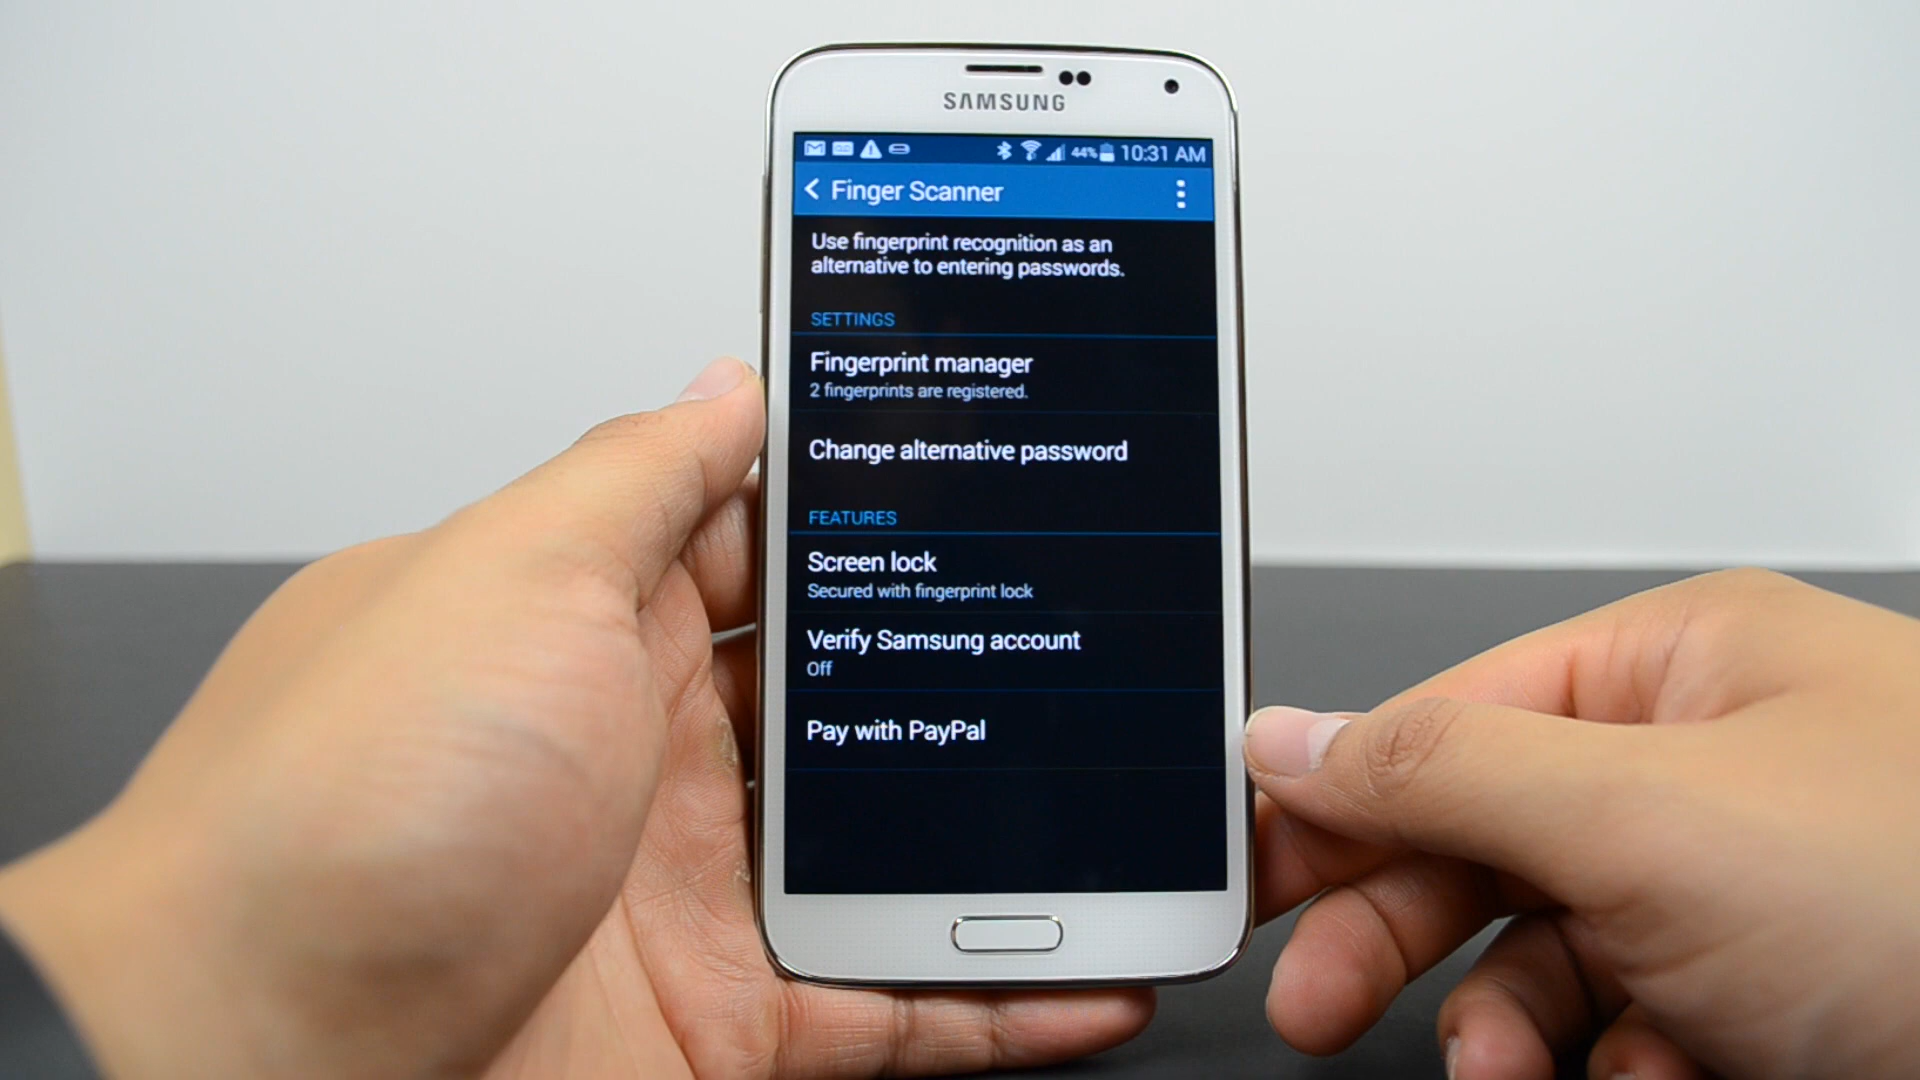 SAMSUNG
44% 10:31 AM
Finger Scanner
Use fingerprint recognition as an
alternative to entering passwords.
SETTINGS
Fingerprint manager
2 fingerprints are registered.
Change alternative password
FEATURES
Screen lock
Secured with fingerprint lock
Verify Samsung account
Off
Pay with PayPal